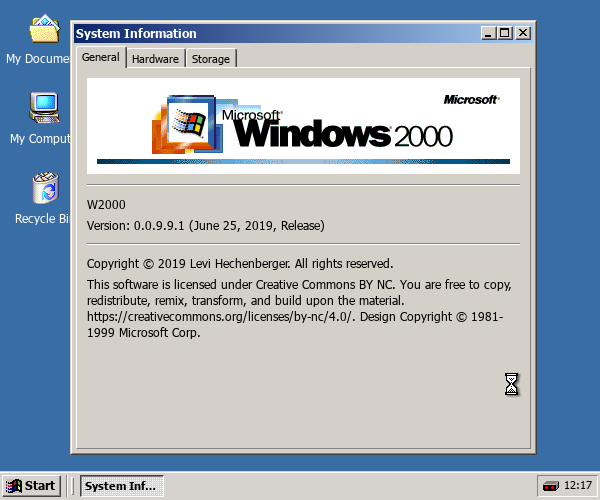 System Information
General
Hardware
Storage
My Docume
My Comput
Recycle Bi
Microsoft®
Microsoft®
Windows 2000
W2000
Version: 0.0.9.9.1 (June 25, 2019, Release)
Copyright © 2019 Levi Hechenberger. All rights reserved.
This software is licensed under Creative Commons BY NC. You are free to copy,
redistribute, remix, transform, and build upon the material.
https://creativecommons.org/licenses/by-nc/4.0/. Design Copyright © 1981-
1999 Microsoft Corp.
Start
System Inf...
12:17